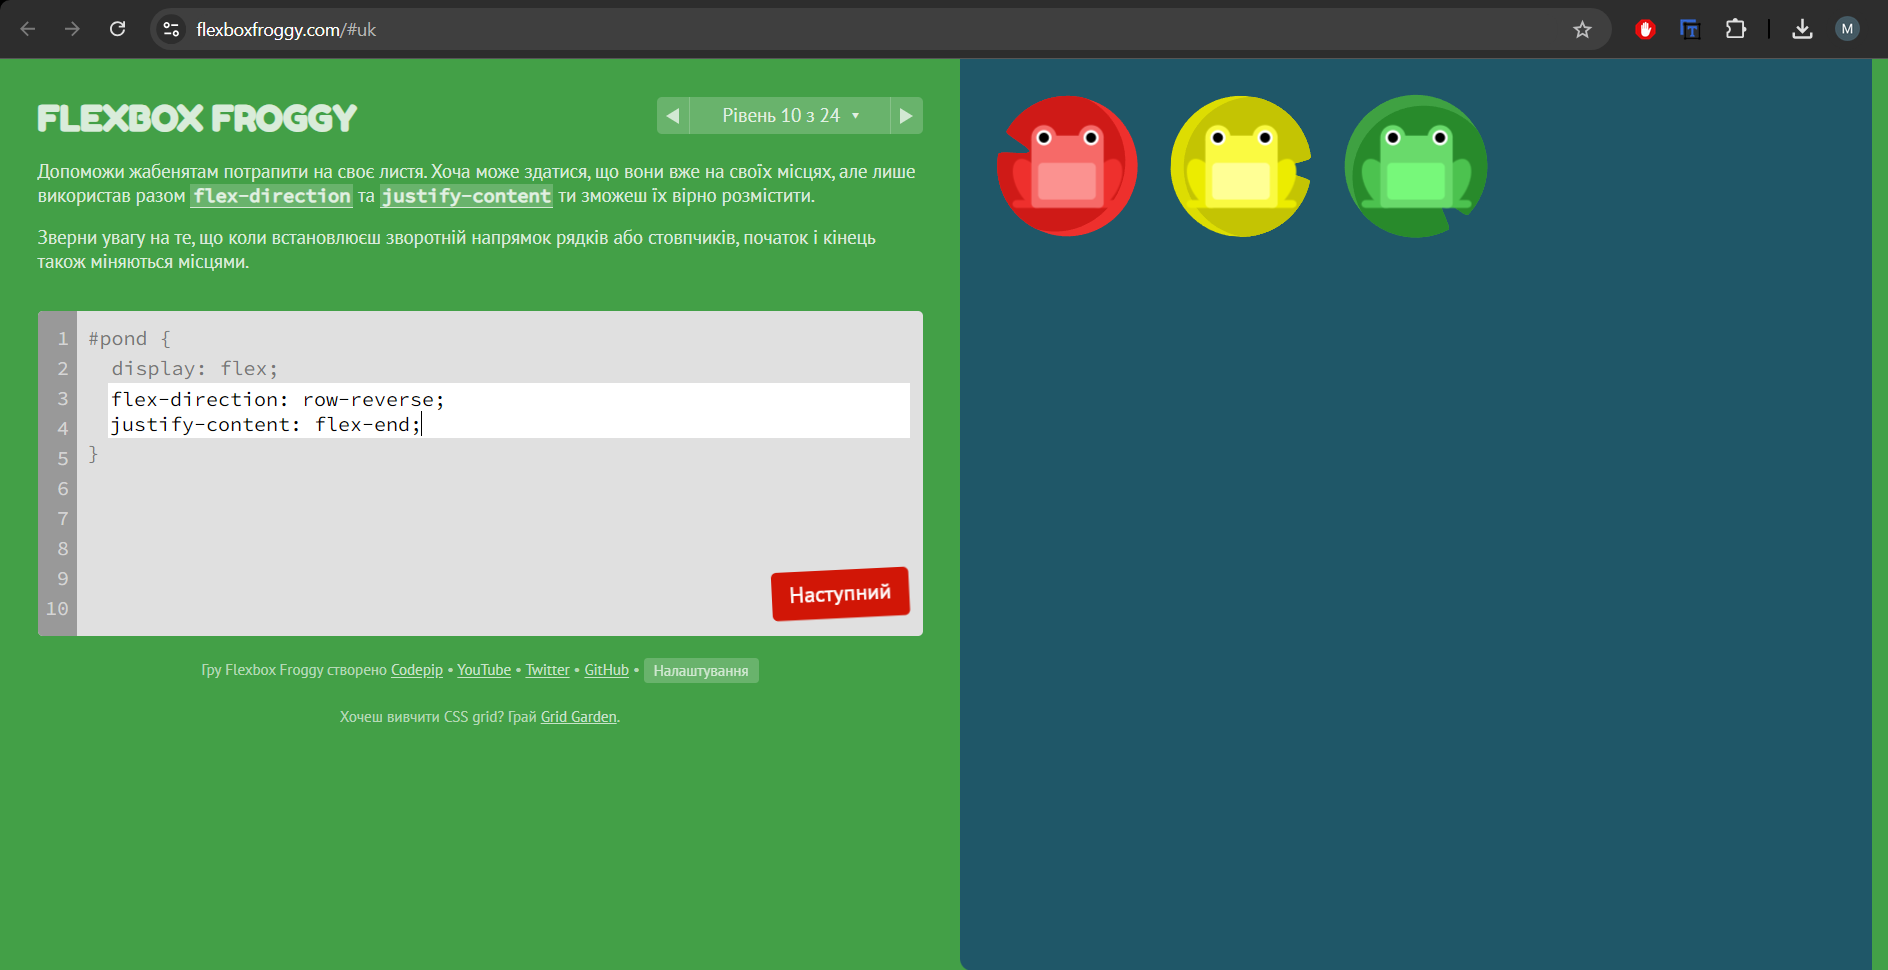 flexboxfroggy.com/#uk
M
FLEXBOX FROGGY
Рівень 10 з 24
Допоможи жабенятам потрапити на своє листя. Хоча може здатися, що вони вже на своїх місцях, але лише
використав разом flex-direction та justify-content ти зможеш їх вірно розмістити.
Зверни увагу на те, що коли встановлюєш зворотній напрямок рядків або стовпчиків, початок і кінець
також міняються місцями.
1 #pond {
2 display: flex;
3 flex-direction: row-reverse;
4 justify-content: flex-end;
5 }
6
7
8
9
10
Наступний
Гру Flexbox Froggy створено Codepip • YouTube • Twitter • GitHub • Налаштування
Хочеш вивчити CSS grid? Грай Grid Garden.